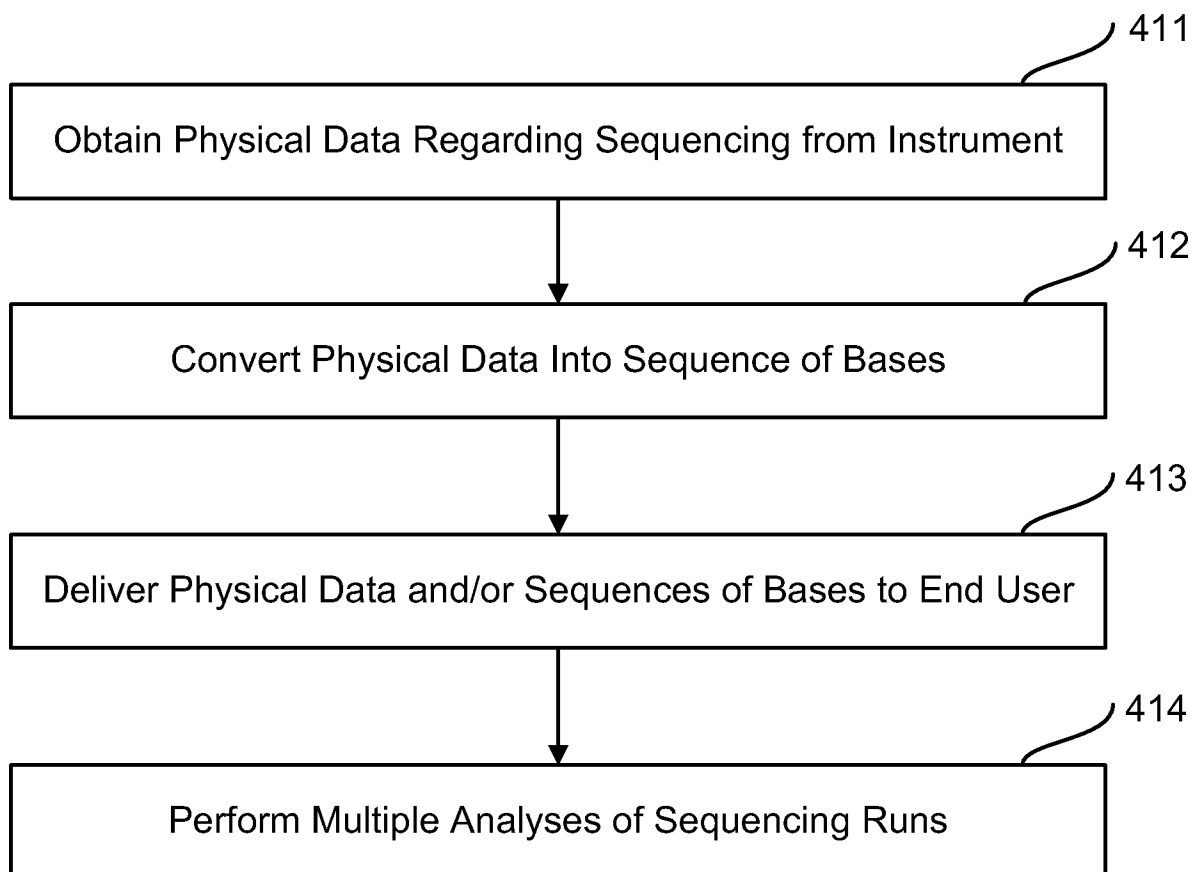 411
Obtain Physical Data Regarding Sequencing from Instrument
412
Convert Physical Data Into Sequence of Bases
413
Deliver Physical Data and/or Sequences of Bases to End User
414
Perform Multiple Analyses of Sequencing Runs